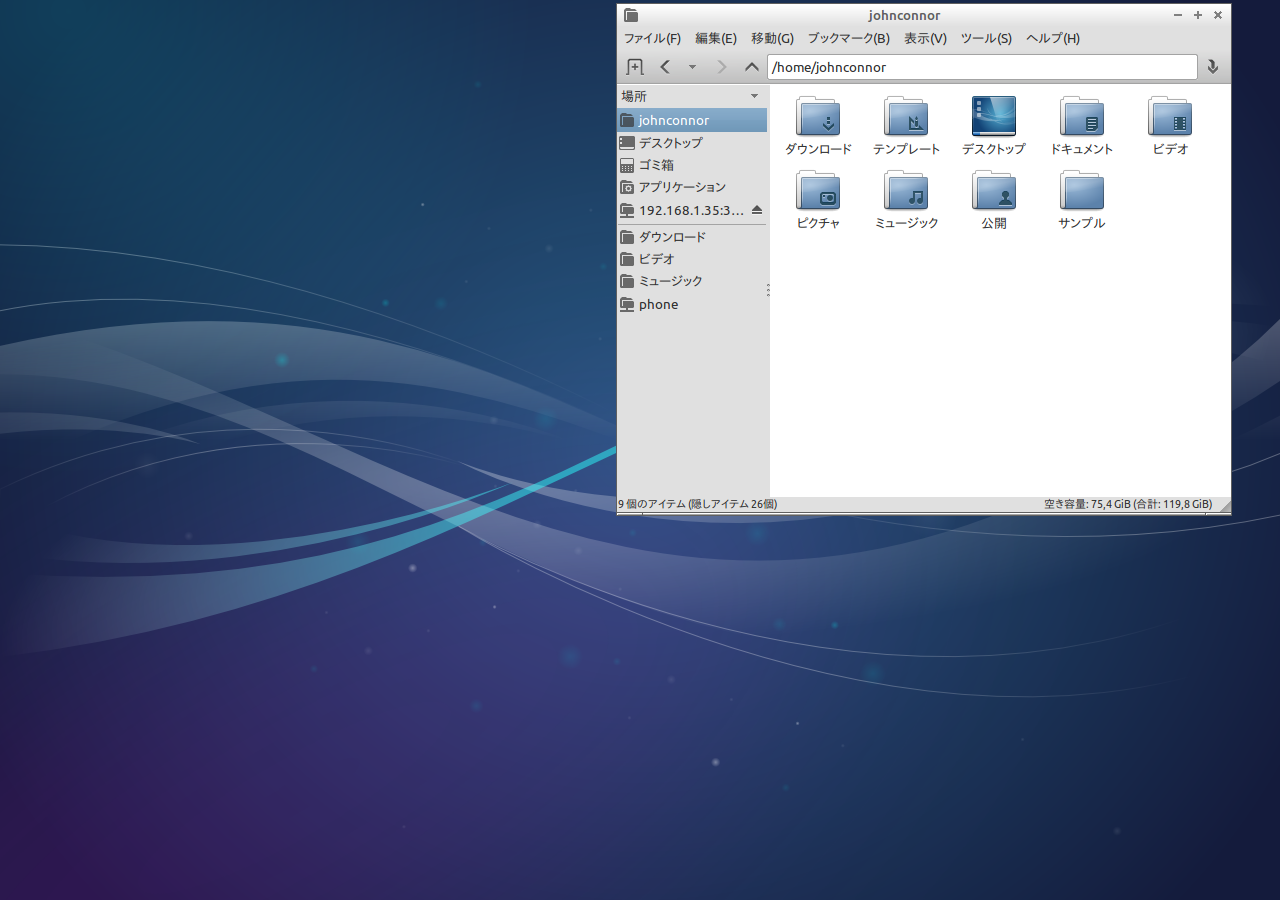 johnconnor
ファイル(F) 編集(E) 移動(G) ブックマーク(B) 表示(V) ツール(S) ヘルプ(H)
/home/johnconnor
場所
johnconnor
デスクトップ
ゴミ箱
アプリケーション
192.168.1.35:3...
ダウンロード
ビデオ
ミュージック
phone
ダウンロード テンプレート デスクトップ ドキュメント ビデオ
ピクチャ ミュージック 公開 サンプル
9 個のアイテム (隠しアイテム 26個) 空き容量: 75,4 GiB (合計: 119,8 GiB)